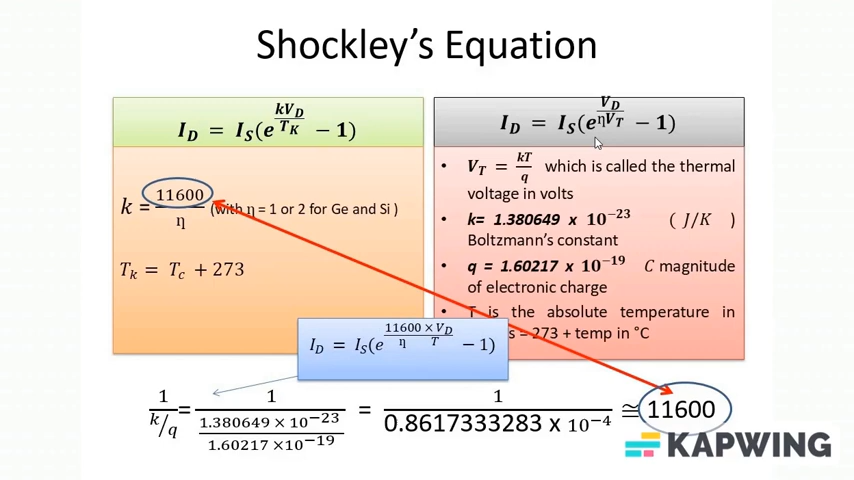 Shockley's Equation
I_D = I_S(e^{kV_D/T_K} − 1)
k = 11600/η (with η = 1 or 2 for Ge and Si )
T_k = T_c + 273
I_D = I_S(e^{V_D/ηV_T} − 1)
• V_T = kT/q which is called the thermal
voltage in volts
• k= 1.380649 x 10^{−23} ( J/K )
Boltzmann's constant
• q = 1.60217 x 10^{−19} C magnitude
of electronic charge
• T is the absolute temperature in
s = 273 + temp in °C
I_D = I_S(e^{11600 × V_D/η T} − 1)
1/(k/q) = 1/(1.380649 × 10^{−23}/1.60217 ×10^{−19}) = 1/(0.8617333283 x 10^{−4}) ≅ 11600
KAPWING